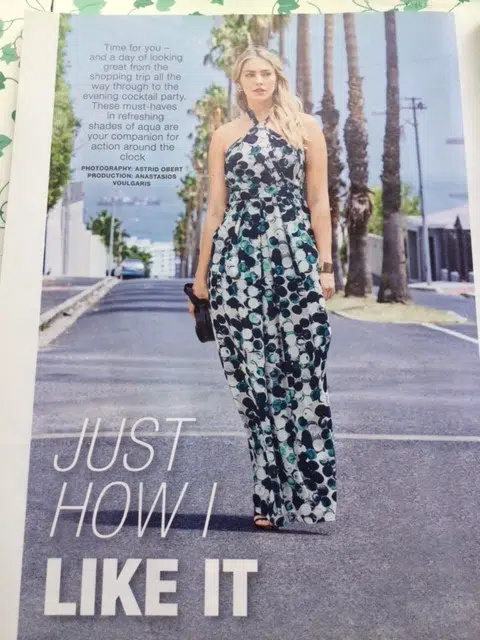 Time for you –
and a day of looking
great from the
shopping trip all the
way through to the
evening cocktail party.
These must-haves
in refreshing
shades of aqua are
your companion for
action around the
clock
PHOTOGRAPHY: ASTRID OBERT
PRODUCTION: ANASTASIOS
VOULGARIS
JUST
HOW I
LIKE IT